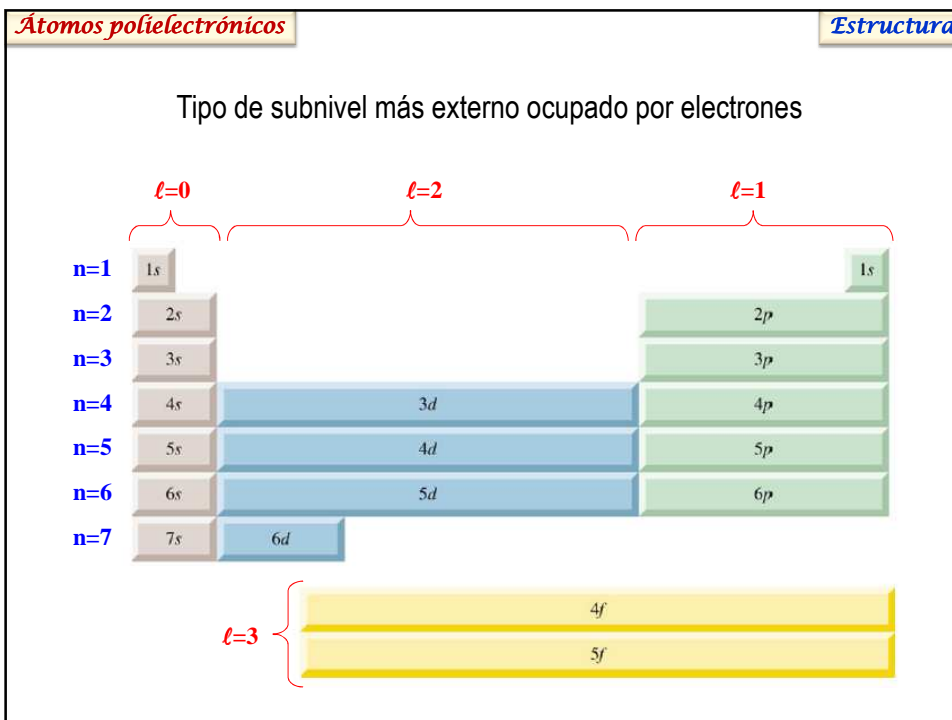 Átomos polielectrónicos
Estructura
Tipo de subnivel más externo ocupado por electrones
ℓ=0 ℓ=2 ℓ=1
n=1 1s 1s
n=2 2s 2p
n=3 3s 3p
n=4 4s 3d 4p
n=5 5s 4d 5p
n=6 6s 5d 6p
n=7 7s 6d
4f
ℓ=3
5f